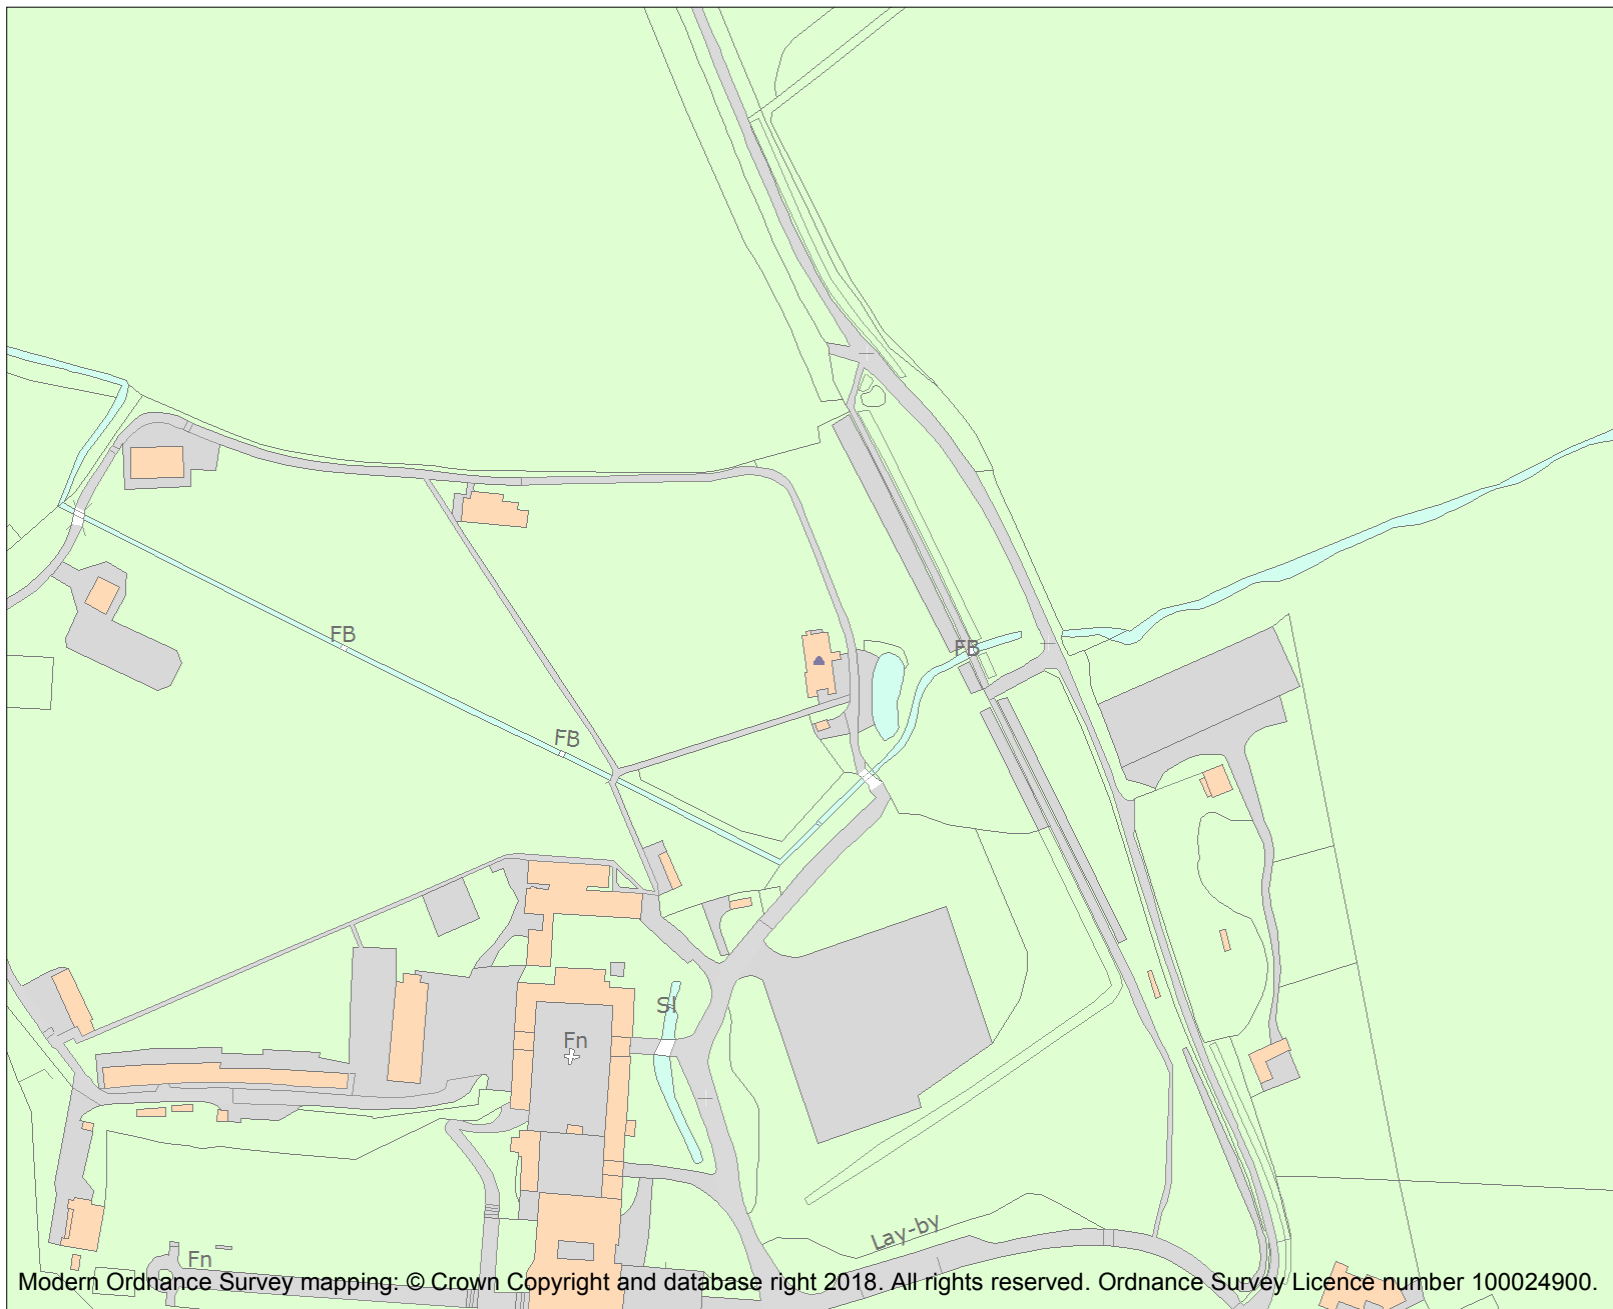 FB
FB
FB
Sl
Fn
Lay-by
Fn
Modern Ordnance Survey mapping: © Crown Copyright and database right 2018. All rights reserved. Ordnance Survey Licence number 100024900.